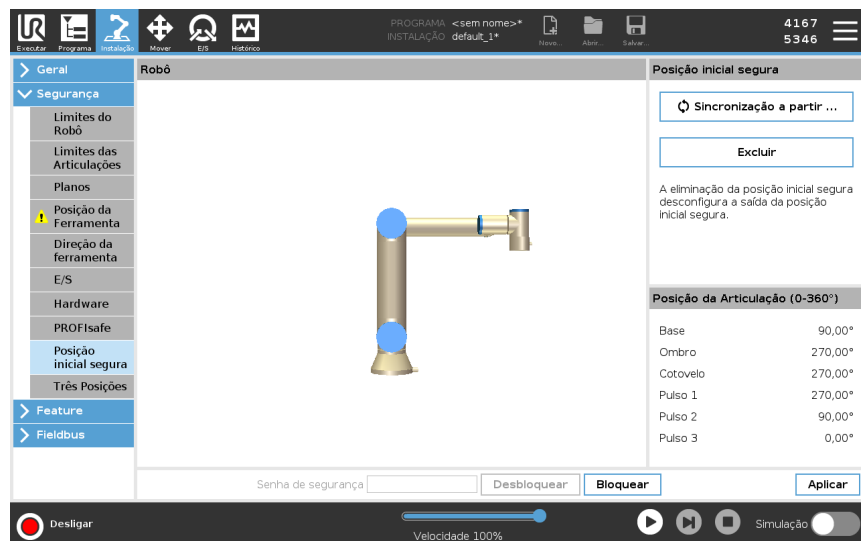 PROGRAMA <sem nome>*
INSTALAÇÃO default_1*
UR
Executar
Programa
Instalação
Mover
E/S
Histórico
Novo...
Abrir...
Salvar...
4167
5346
Geral
Segurança
Limites do
Robô
Limites das
Articulações
Planos
Posição da
Ferramenta
Direção da
ferramenta
E/S
Hardware
PROFIsafe
Posição
inicial segura
Três Posições
Feature
Fieldbus
Robô
Posição inicial segura
Sincronização a partir ...
Excluir
A eliminação da posição inicial segura
desconfigura a saída da posição
inicial segura.
Posição da Articulação (0-360°)
Base 90,00°
Ombro 270,00°
Cotovelo 270,00°
Pulso 1 270,00°
Pulso 2 90,00°
Pulso 3 0,00°
Senha de segurança
Desbloquear
Bloquear
Aplicar
Desligar
Velocidade 100%
Simulação